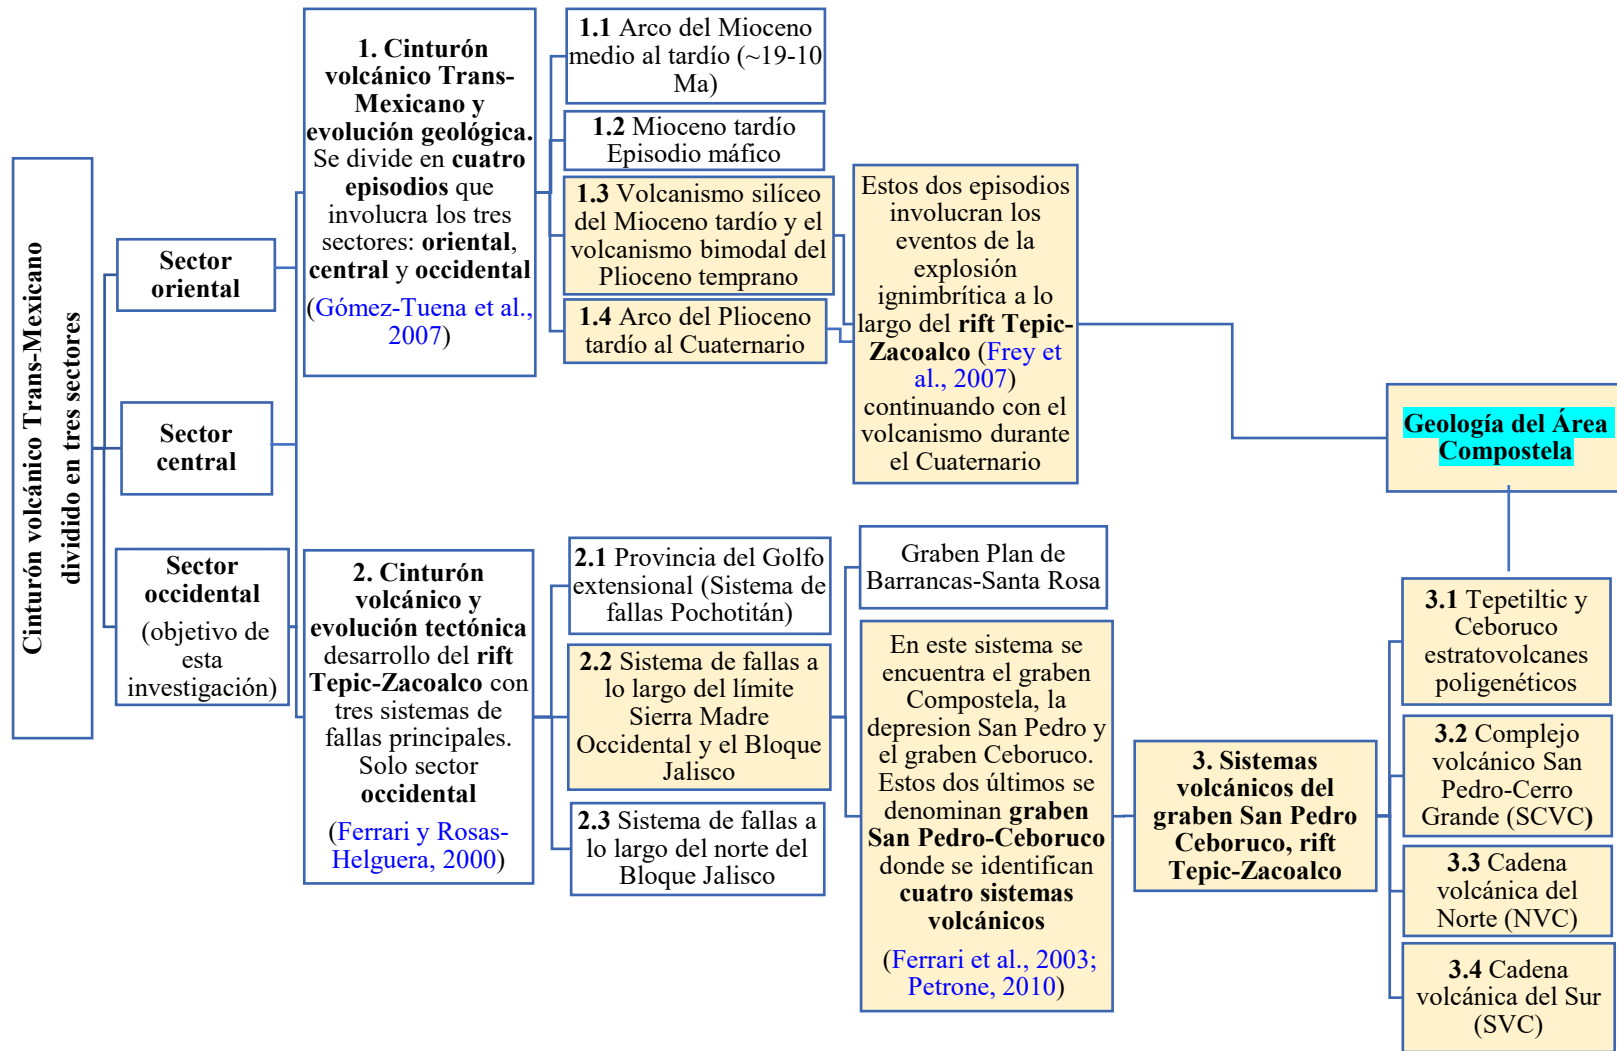 Cinturón volcánico Trans-Mexicano
dividido en tres sectores
Sector
oriental
Sector
central
Sector
occidental
(objetivo de
esta
investigación)
1. Cinturón
volcánico Trans-
Mexicano y
evolución geológica.
Se divide en cuatro
episodios que
involucra los tres
sectores: oriental,
central y occidental
(Gómez-Tuena et al.,
2007)
1.1 Arco del Mioceno
medio al tardío (~19-10
Ma)
1.2 Mioceno tardío
Episodio máfico
1.3 Volcanismo silíceo
del Mioceno tardío y el
volcanismo bimodal del
Plioceno temprano
1.4 Arco del Plioceno
tardío al Cuaternario
Estos dos episodios
involucran los
eventos de la
explosión
ignimbrítica a lo
largo del rift Tepic-
Zacoalco (Frey et
al., 2007)
continuando con el
volcanismo durante
el Cuaternario
Geología del Área
Compostela
2. Cinturón
volcánico y
evolución tectónica
desarrollo del rift
Tepic-Zacoalco con
tres sistemas de
fallas principales.
Solo sector
occidental
(Ferrari y Rosas-
Helguera, 2000)
2.1 Provincia del Golfo
extensional (Sistema de
fallas Pochotitán)
2.2 Sistema de fallas a
lo largo del límite
Sierra Madre
Occidental y el Bloque
Jalisco
2.3 Sistema de fallas a
lo largo del norte del
Bloque Jalisco
Graben Plan de
Barrancas-Santa Rosa
En este sistema se
encuentra el graben
Compostela, la
depresion San Pedro y
el graben Ceboruco.
Estos dos últimos se
denominan graben
San Pedro-Ceboruco
donde se identifican
cuatro sistemas
volcánicos
(Ferrari et al., 2003;
Petrone, 2010)
3. Sistemas
volcánicos del
graben San Pedro
Ceboruco, rift
Tepic-Zacoalco
3.1 Tepetiltic y
Ceboruco
estratovolcanes
poligenéticos
3.2 Complejo
volcánico San
Pedro-Cerro
Grande (SCVC)
3.3 Cadena
volcánica del
Norte (NVC)
3.4 Cadena
volcánica del Sur
(SVC)